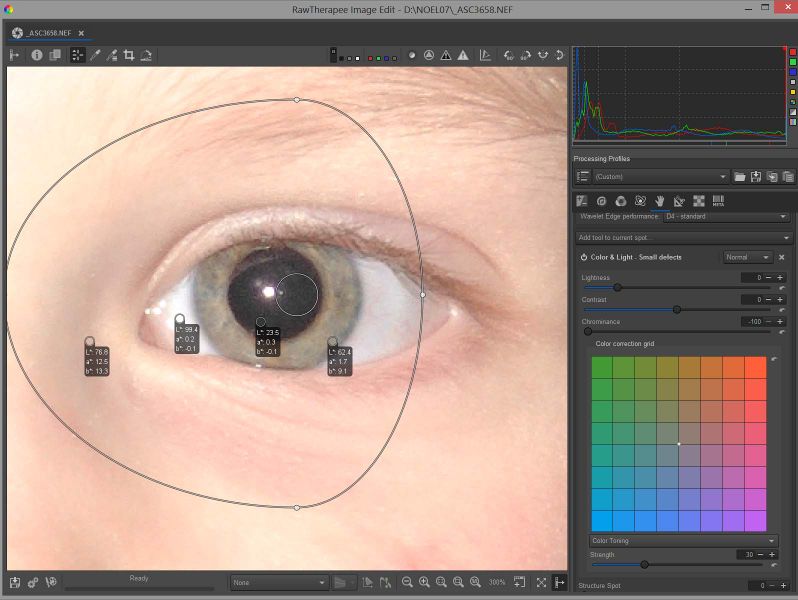 RawTherapee Image Edit - D:\NOEL07\_ASC3658.NEF
_ASC3658.NEF
Processing Profiles
(Custom)
META
Wavelet Edge performance: D4 - standard
Add tool to current spot...
Color & Light - Small defects Normal
Lightness 0
Contrast 0
Chrominance -100
Color correction grid
L*: 99.4
a*: 0.2
b*: -0.1
L*: 23.5
a*: 0.3
b*: -0.1
L*: 76.8
a*: 12.5
b*: 13.3
L*: 62.4
a*: 1.7
b*: 9.1
Color Toning
Strength 30
Structure Spot 0
Ready
None
300%